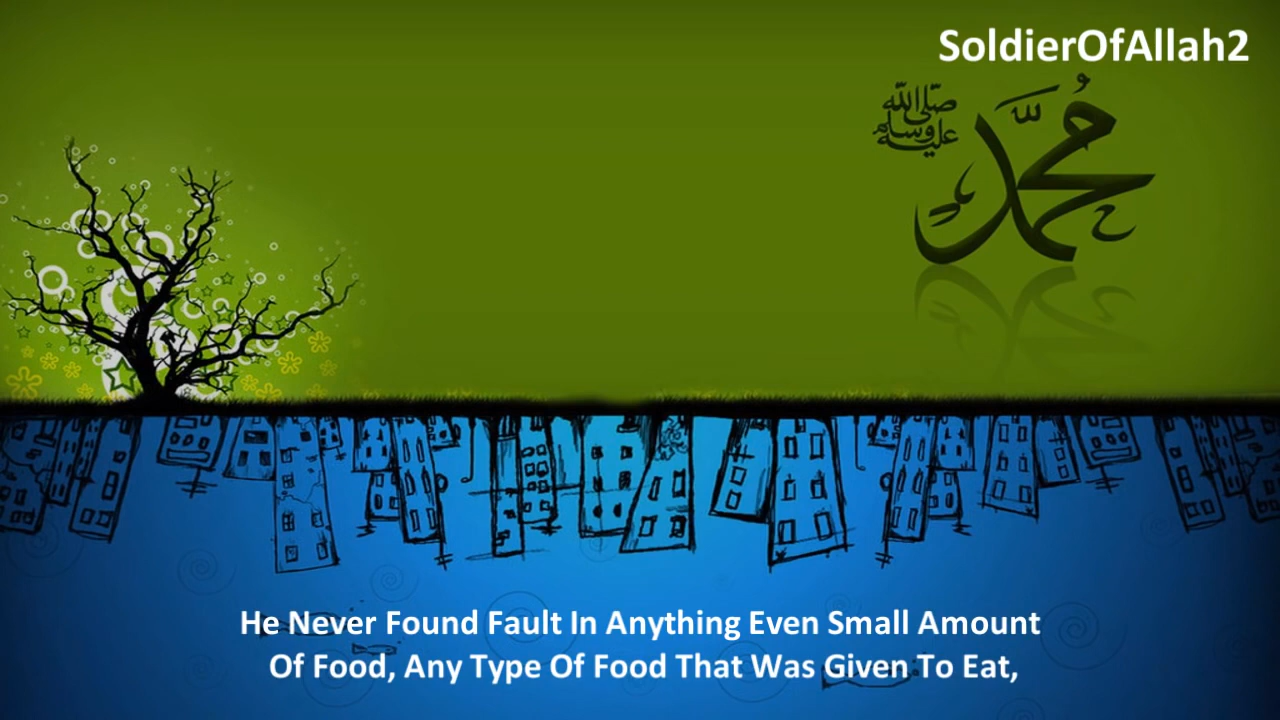 SoldierOfAllah2
صلى الله
عليه وسلم
مُحَمَّد
He Never Found Fault In Anything Even Small Amount
Of Food, Any Type Of Food That Was Given To Eat,